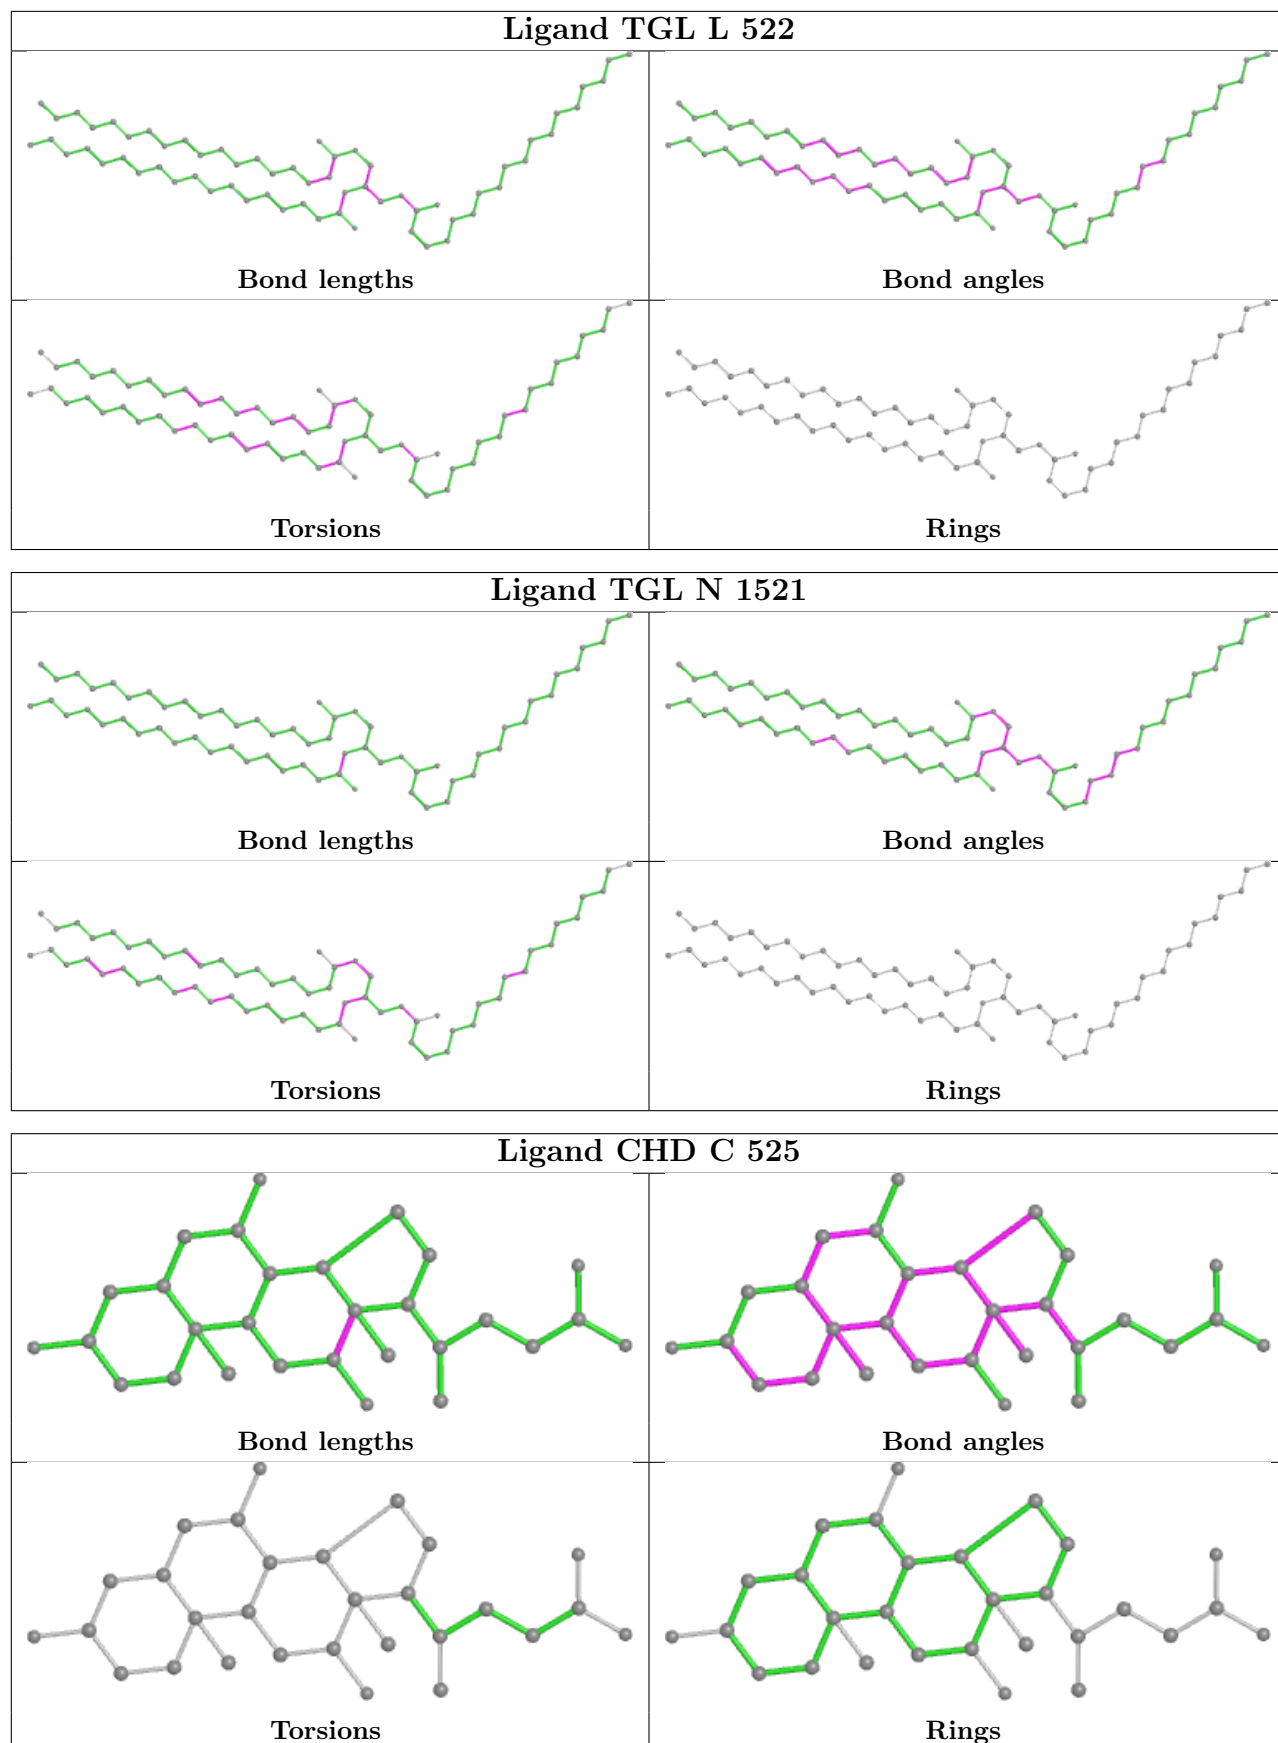 Ligand TGL L 522
Bond lengths
Bond angles
Torsions
Rings
Ligand TGL N 1521
Bond lengths
Bond angles
Torsions
Rings
Ligand CHD C 525
Bond lengths
Bond angles
Torsions
Rings